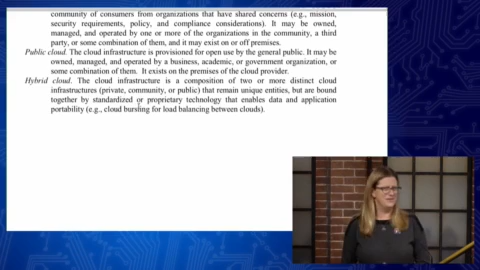 community of consumers from organizations that have shared concerns (e.g., mission,
security requirements, policy, and compliance considerations). It may be owned,
managed, and operated by one or more of the organizations in the community, a third
party, or some combination of them, and it may exist on or off premises.
Public cloud. The cloud infrastructure is provisioned for open use by the general public. It may be
owned, managed, and operated by a business, academic, or government organization, or
some combination of them. It exists on the premises of the cloud provider.
Hybrid cloud. The cloud infrastructure is a composition of two or more distinct cloud
infrastructures (private, community, or public) that remain unique entities, but are bound
together by standardized or proprietary technology that enables data and application
portability (e.g., cloud bursting for load balancing between clouds).